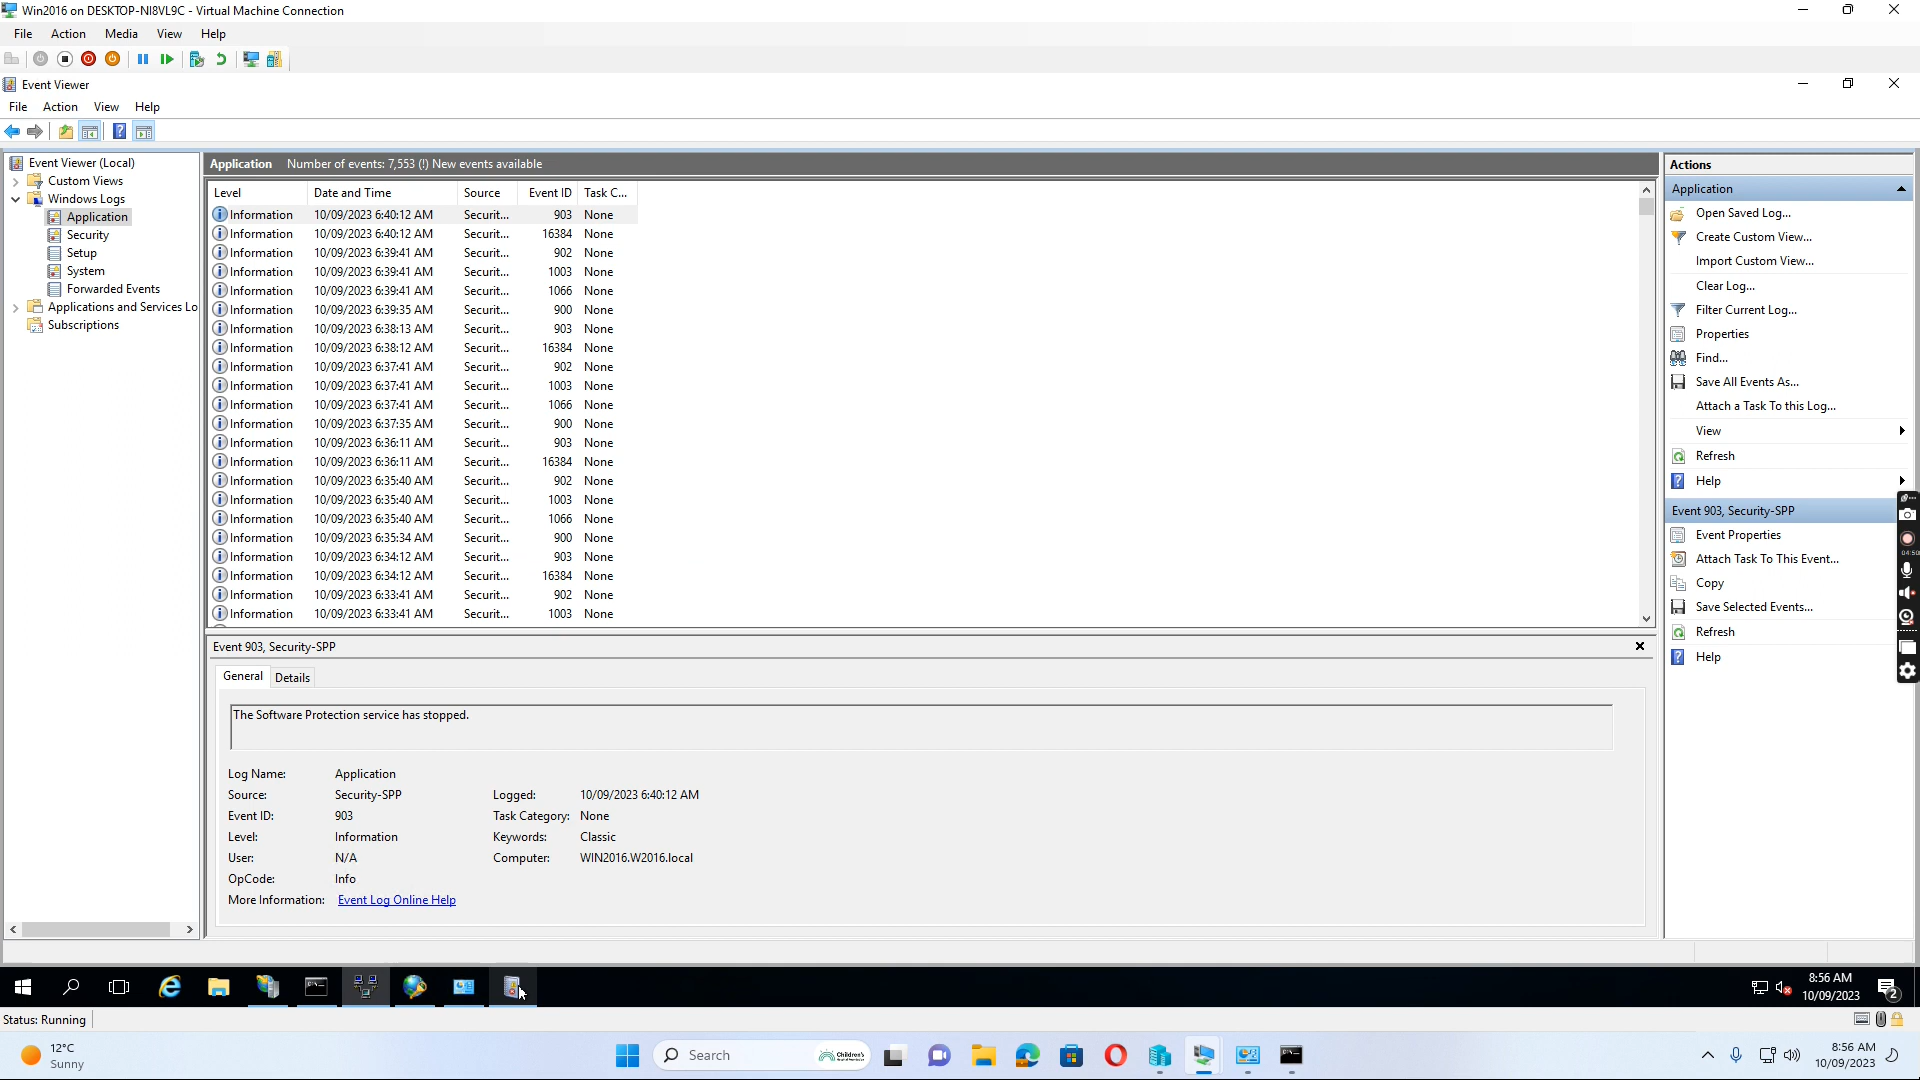 Win2016 on DESKTOP-NI8VL9C - Virtual Machine Connection
File Action Media View Help
Event Viewer
File Action View Help
Event Viewer (Local)
Custom Views
Windows Logs
Application
Security
Setup
System
Forwarded Events
Applications and Services Lo
Subscriptions
Application Number of events: 7,553 (!) New events available
Level Date and Time Source Event ID Task C...
Information 10/09/2023 6:40:12 AM Securit... 903 None
Information 10/09/2023 6:40:12 AM Securit... 16384 None
Information 10/09/2023 6:39:41 AM Securit... 902 None
Information 10/09/2023 6:39:41 AM Securit... 1003 None
Information 10/09/2023 6:39:41 AM Securit... 1066 None
Information 10/09/2023 6:39:35 AM Securit... 900 None
Information 10/09/2023 6:38:13 AM Securit... 903 None
Information 10/09/2023 6:38:12 AM Securit... 16384 None
Information 10/09/2023 6:37:41 AM Securit... 902 None
Information 10/09/2023 6:37:41 AM Securit... 1003 None
Information 10/09/2023 6:37:41 AM Securit... 1066 None
Information 10/09/2023 6:37:35 AM Securit... 900 None
Information 10/09/2023 6:36:11 AM Securit... 903 None
Information 10/09/2023 6:36:11 AM Securit... 16384 None
Information 10/09/2023 6:35:40 AM Securit... 902 None
Information 10/09/2023 6:35:40 AM Securit... 1003 None
Information 10/09/2023 6:35:40 AM Securit... 1066 None
Information 10/09/2023 6:35:34 AM Securit... 900 None
Information 10/09/2023 6:34:12 AM Securit... 903 None
Information 10/09/2023 6:34:12 AM Securit... 16384 None
Information 10/09/2023 6:33:41 AM Securit... 902 None
Information 10/09/2023 6:33:41 AM Securit... 1003 None
Event 903, Security-SPP
General Details
The Software Protection service has stopped.
Log Name: Application
Source: Security-SPP Logged: 10/09/2023 6:40:12 AM
Event ID: 903 Task Category: None
Level: Information Keywords: Classic
User: N/A Computer: WIN2016.W2016.local
OpCode: Info
More Information: Event Log Online Help
Actions
Application
Open Saved Log...
Create Custom View...
Import Custom View...
Clear Log...
Filter Current Log...
Properties
Find...
Save All Events As...
Attach a Task To this Log...
View
Refresh
Help
Event 903, Security-SPP
Event Properties
Attach Task To This Event...
Copy
Save Selected Events...
Refresh
Help
04:50
8:56 AM
10/09/2023
2
Status: Running
12°C
Sunny
Search
8:56 AM
10/09/2023